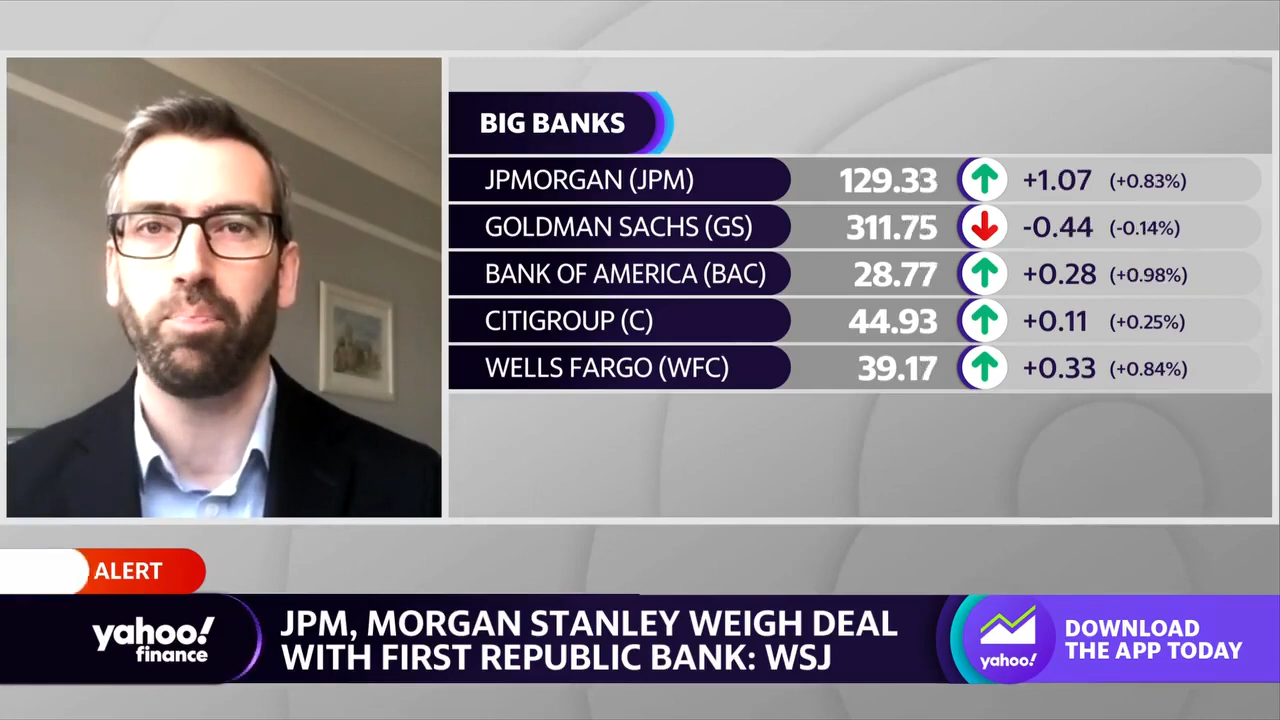 BIG BANKS
JPMORGAN (JPM) 129.33 +1.07 (+0.83%)
GOLDMAN SACHS (GS) 311.75 -0.44 (-0.14%)
BANK OF AMERICA (BAC) 28.77 +0.28 (+0.98%)
CITIGROUP (C) 44.93 +0.11 (+0.25%)
WELLS FARGO (WFC) 39.17 +0.33 (+0.84%)
ALERT
yahoo!
finance
JPM, MORGAN STANLEY WEIGH DEAL
WITH FIRST REPUBLIC BANK: WSJ
yahoo!
DOWNLOAD
THE APP TODAY